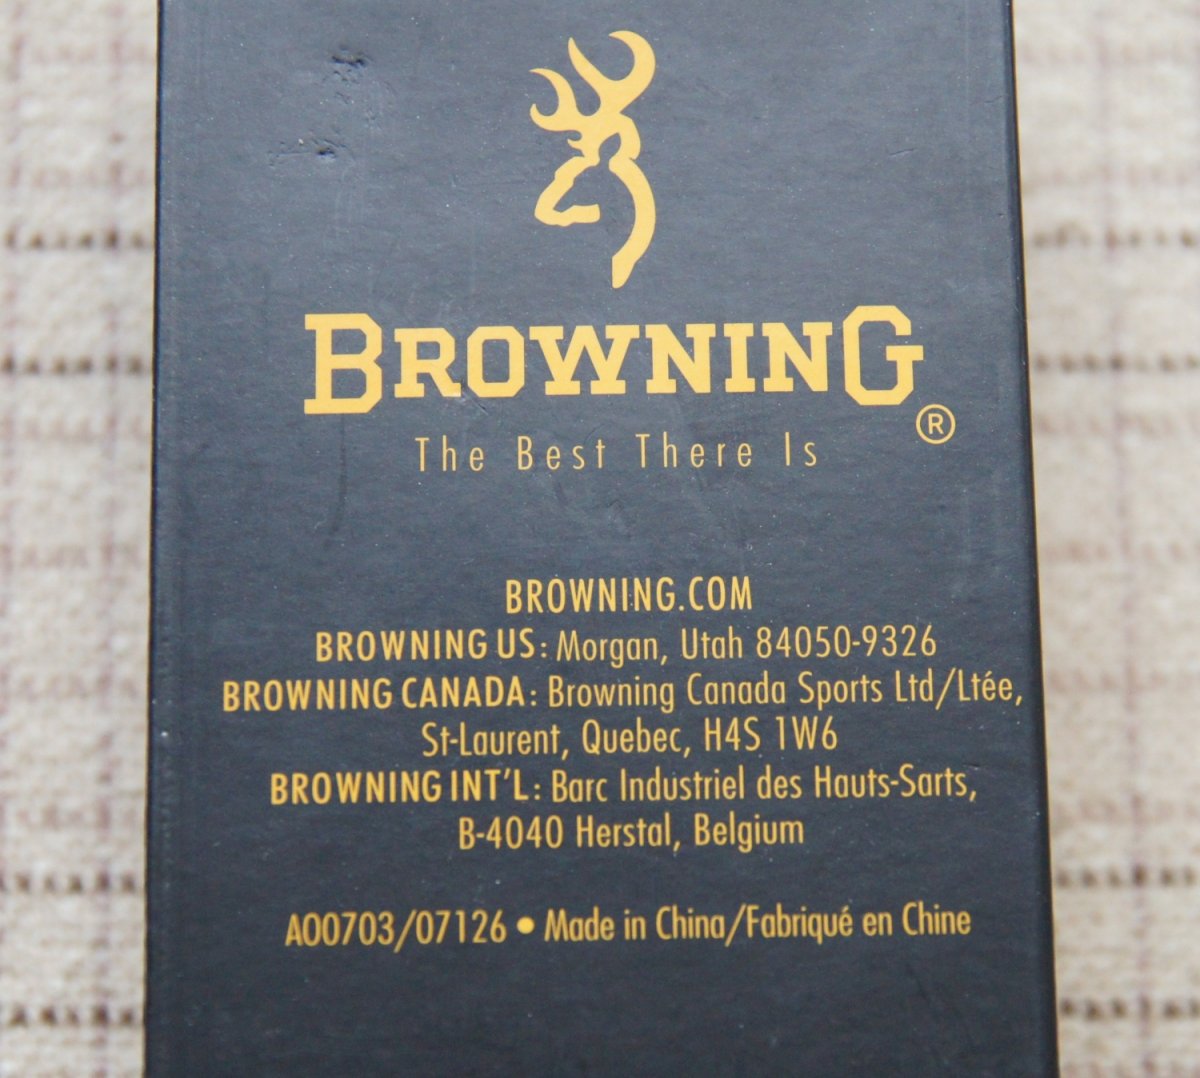 BROWNING
®
The Best There Is
BROWNING.COM
BROWNING US: Morgan, Utah 84050-9326
BROWNING CANADA: Browning Canada Sports Ltd/Ltée,
St-Laurent, Quebec, H4S 1W6
BROWNING INT'L: Barc Industriel des Hauts-Sarts,
B-4040 Herstal, Belgium
A00703/07126 • Made in China/Fabriqué en Chine